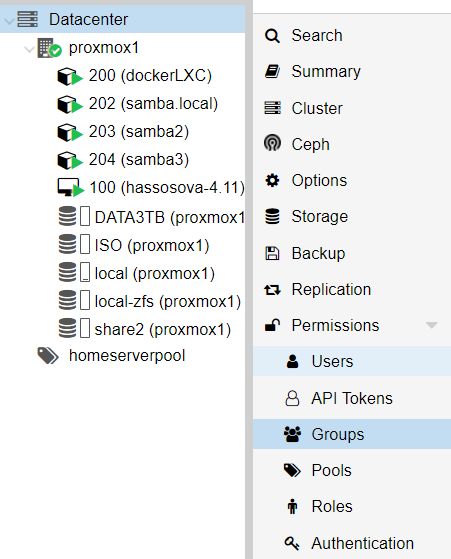 Datacenter
proxmox1
200 (dockerLXC)
202 (samba.local)
203 (samba2)
204 (samba3)
100 (hassosova-4.11)
DATA3TB (proxmox1
ISO (proxmox1)
local (proxmox1)
local-zfs (proxmox1)
share2 (proxmox1)
homeserverpool
Search
Summary
Cluster
Ceph
Options
Storage
Backup
Replication
Permissions
Users
API Tokens
Groups
Pools
Roles
Authentication